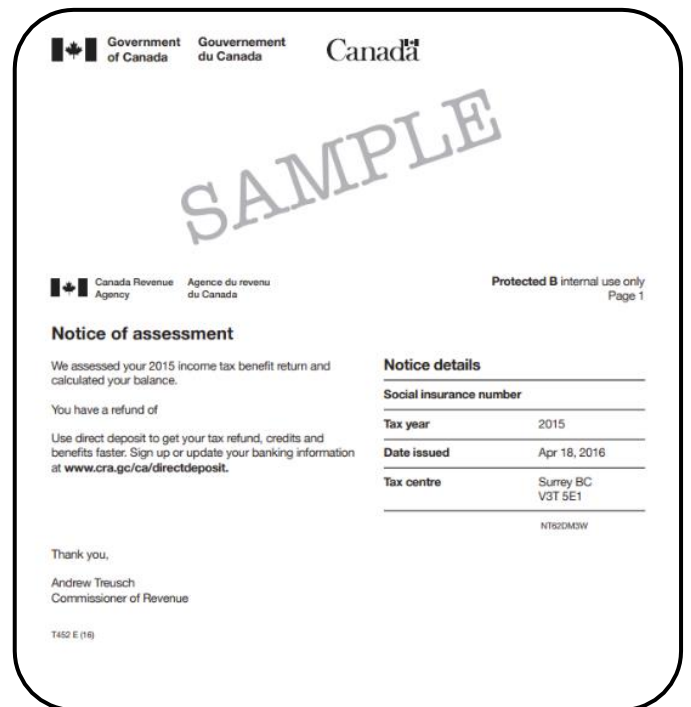 Government Gouvernement
of Canada du Canada
Canada
SAMPLE
Canada Revenue Agence du revenu
Agency du Canada
Protected B internal use only
Page 1
Notice of assessment
We assessed your 2015 income tax benefit return and
calculated your balance.
You have a refund of
Use direct deposit to get your tax refund, credits and
benefits faster. Sign up or update your banking information
at www.cra.gc/ca/directdeposit.
Notice details
Social insurance number
Tax year 2015
Date issued Apr 18, 2016
Tax centre Surrey BC
V3T 5E1
NT62DM3W
Thank you,
Andrew Treusch
Commissioner of Revenue
T452 E (16)